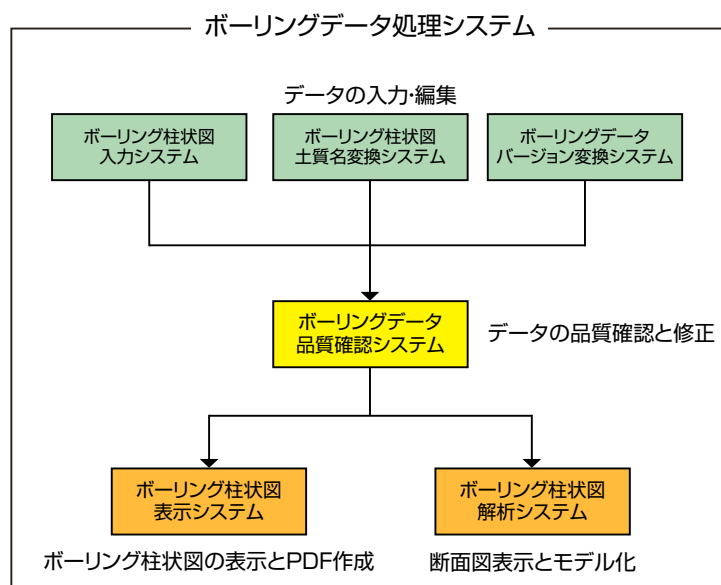 ボーリングデータ処理システム
データの入力・編集
ボーリング柱状図
入力システム
ボーリング柱状図
土質名変換システム
ボーリングデータ
バージョン変換システム
ボーリングデータ
品質確認システム
データの品質確認と修正
ボーリング柱状図
表示システム
ボーリング柱状図
解析システム
ボーリング柱状図の表示とPDF作成
断面図表示とモデル化